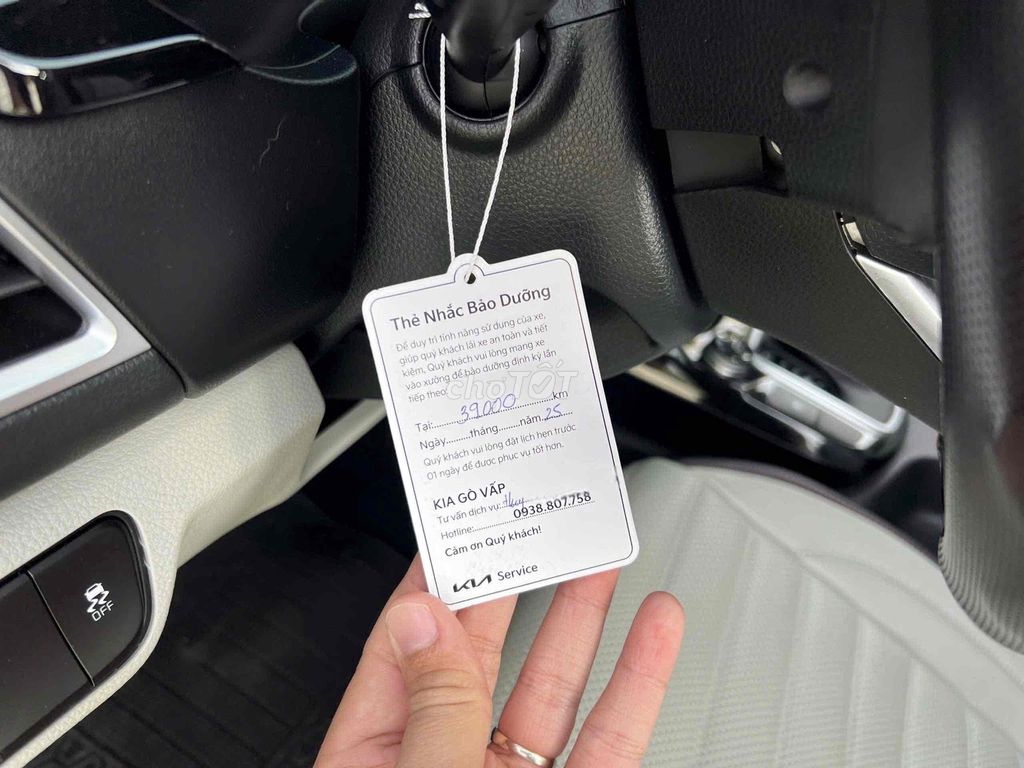 Thẻ Nhắc Bảo Dưỡng
Để duy trì tính năng sử dụng của xe,
giúp quý khách lái xe an toàn và tiết
kiệm, Quý khách vui lòng mang xe
vào xưởng để bảo dưỡng định kỳ lần
tiếp theo:
choTỐT
Tại:...............39.000...............km
Ngày.........tháng.........năm..25.....
Quý khách vui lòng đặt lịch hẹn trước
01 ngày để được phục vụ tốt hơn.
KIA GÒ VẤP
Tư vấn dịch vụ:
Hotline:...............0938.807.758
Cảm ơn Quý khách!
KIA Service
OFF